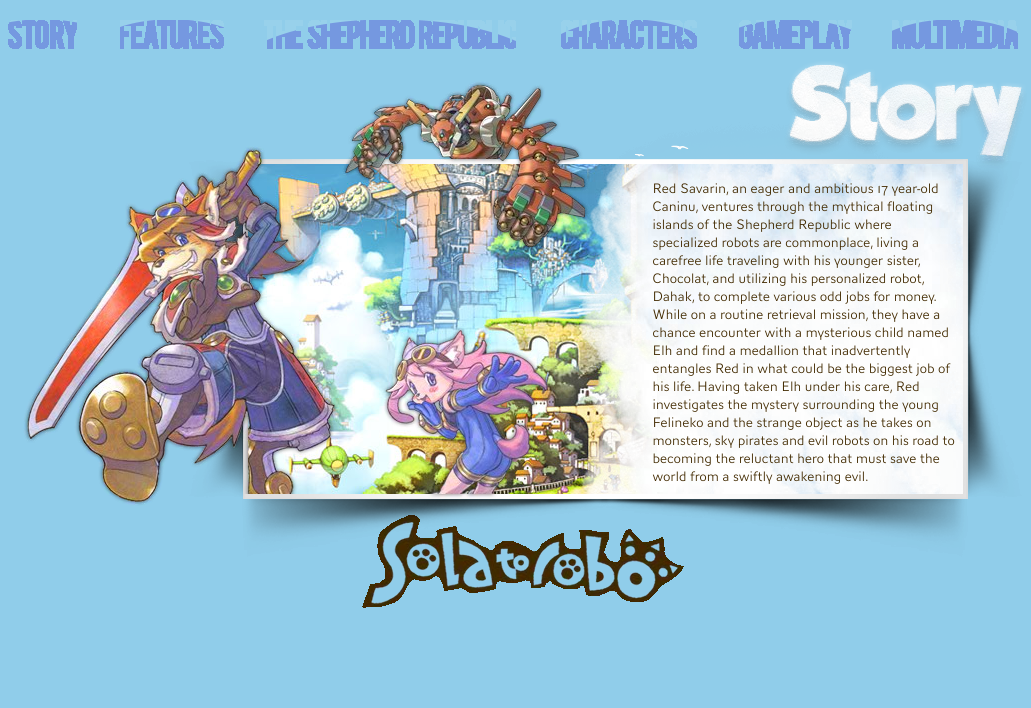 STORY FEATURES THE SHEPHERD REPUBLIC CHARACTERS GAMEPLAY MULTIMEDIA
Story
Red Savarin, an eager and ambitious 17 year-old
Caninu, ventures through the mythical floating
islands of the Shepherd Republic where
specialized robots are commonplace, living a
carefree life traveling with his younger sister,
Chocolat, and utilizing his personalized robot,
Dahak, to complete various odd jobs for money.
While on a routine retrieval mission, they have a
chance encounter with a mysterious child named
Elh and find a medallion that inadvertently
entangles Red in what could be the biggest job of
his life. Having taken Elh under his care, Red
investigates the mystery surrounding the young
Felineko and the strange object as he takes on
monsters, sky pirates and evil robots on his road to
becoming the reluctant hero that must save the
world from a swiftly awakening evil.
Solatorobo